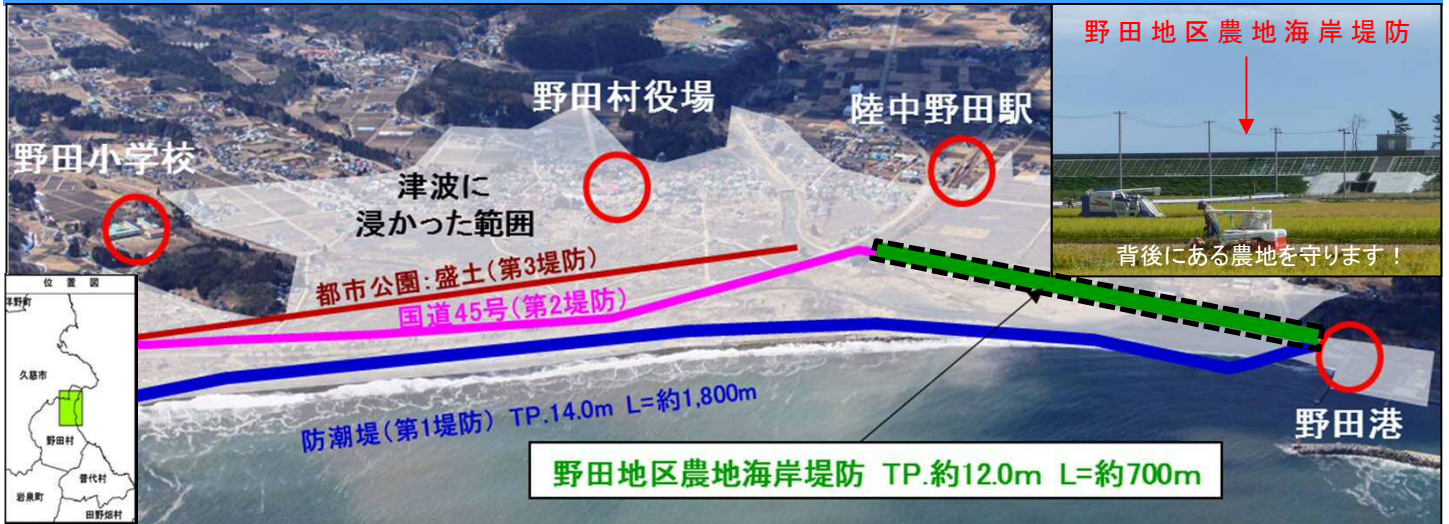 野田地区農地海岸堤防
野田村役場
陸中野田駅
野田小学校
津波に
浸かった範囲
背後にある農地を守ります！
都市公園:盛土(第3堤防)
国道45号(第2堤防)
位置図
洋野町
久慈市
野田村
普代村
岩泉町
田野畑村
防潮堤(第1堤防) TP.14.0m L=約1,800m
野田港
野田地区農地海岸堤防 TP.約12.0m L=約700m